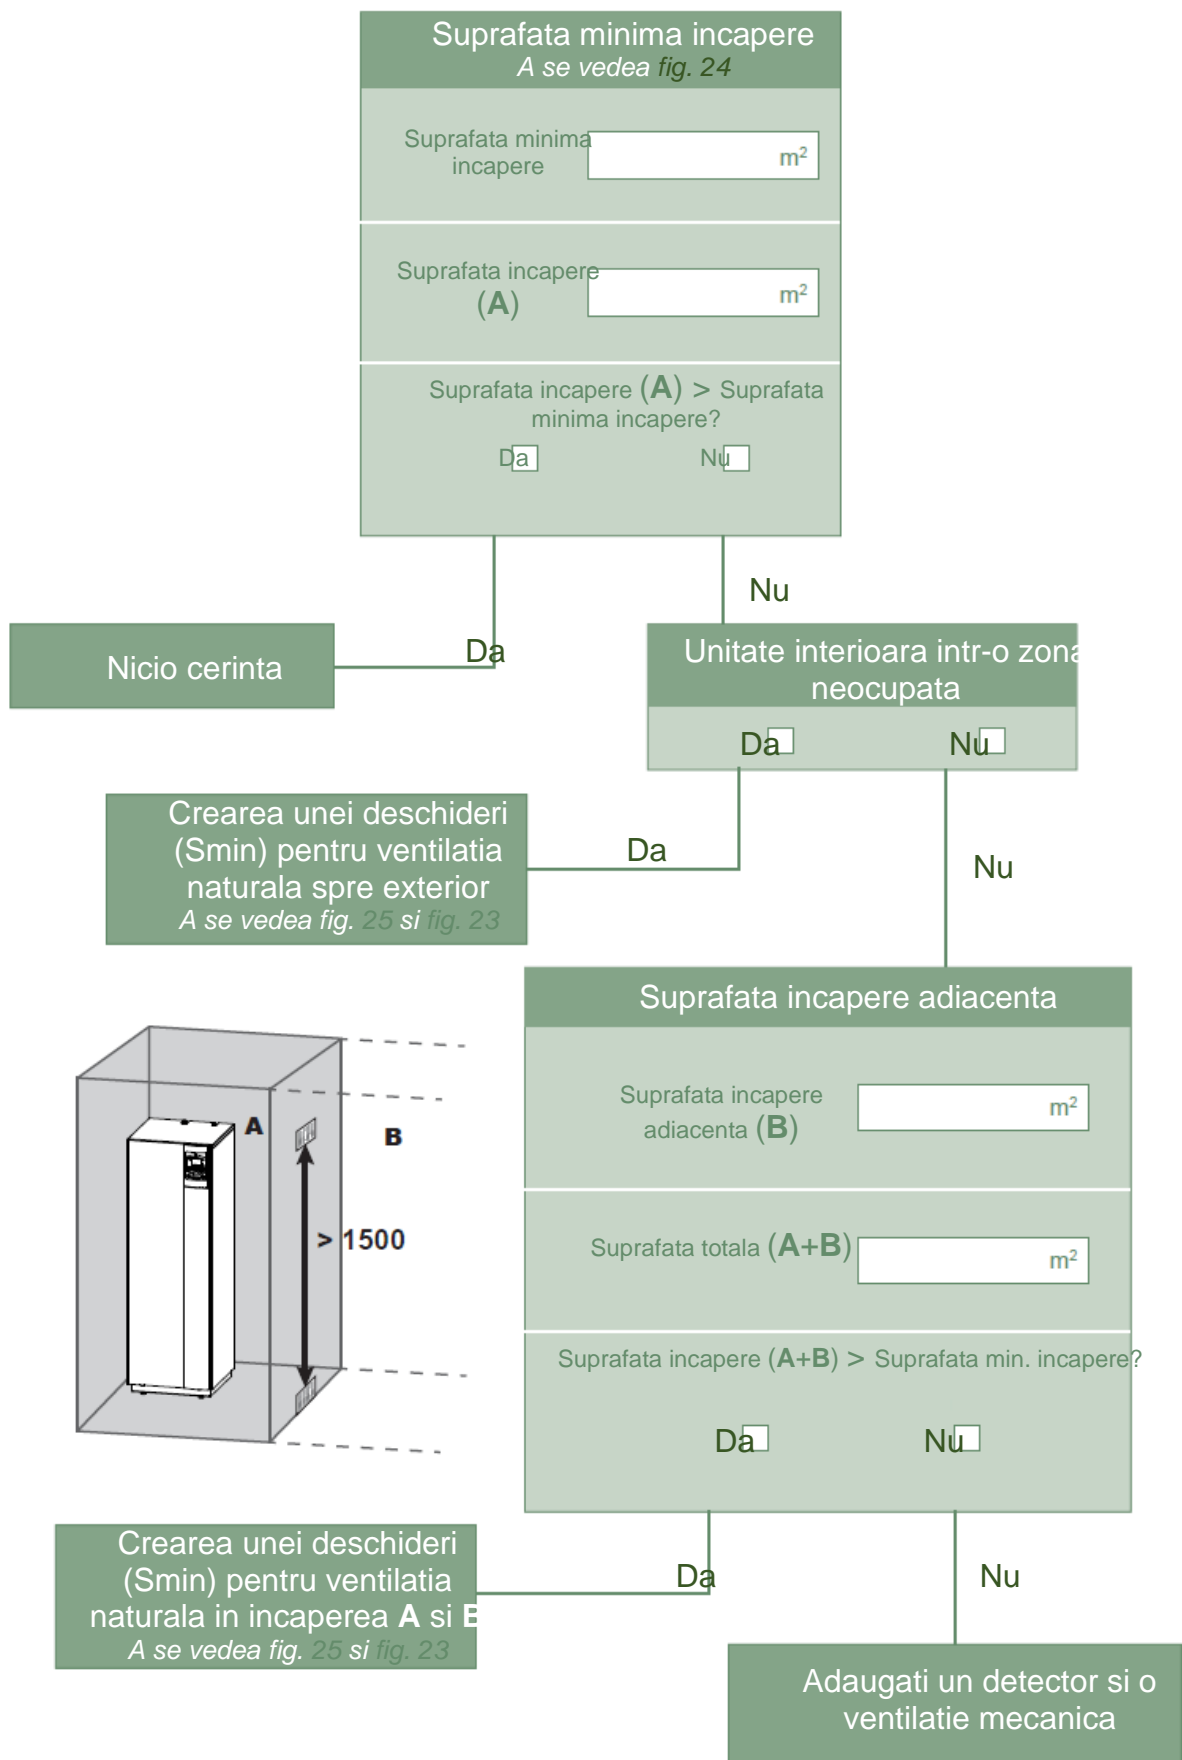 Suprafata minima incapere
A se vedea fig. 24
Suprafata minima
incapere
m²
Suprafata incapere
(A)
m²
Suprafata incapere (A) > Suprafata
minima incapere?
Da Nu
Nu
Da
Nicio cerinta
Unitate interioara intr-o zona
neocupata
Da Nu
Crearea unei deschideri
(Smin) pentru ventilatia
naturala spre exterior
A se vedea fig. 25 si fig. 23
Da
Nu
Suprafata incapere adiacenta
Suprafata incapere
adiacenta (B)
m²
Suprafata totala (A+B)
m²
Suprafata incapere (A+B) > Suprafata min. incapere?
Da Nu
A
B
> 1500
Crearea unei deschideri
(Smin) pentru ventilatia
naturala in incaperea A si B
A se vedea fig. 25 si fig. 23
Da
Nu
Adaugati un detector si o
ventilatie mecanica